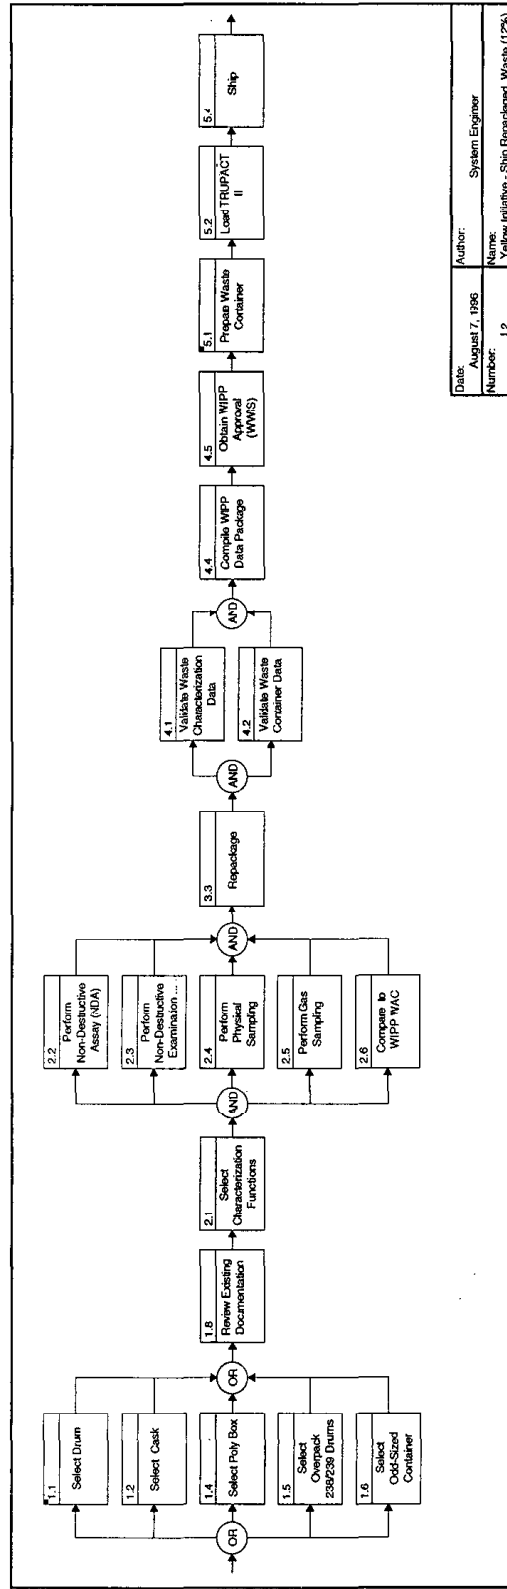 1.1
Select Drum
1.2
Select Cask
1.4
Select Poly Box
1.5
Select
Overpack
238/239 Drums
1.6
Select
Odd-Sized
Container
OR
OR
1.8
Review Existing
Documentation
2.1
Select
Characterization
Functions
AND
2.2
Perform
Non-Destructive
Assay (NDA)
2.3
Perform
Non-Destructive
Examination ...
2.4
Perform
Physical
Sampling
2.5
Perform Gas
Sampling
2.6
Compare to
WIPP WAC
AND
3.3
Repackage
AND
4.1
Validate Waste
Characterization
Data
4.2
Validate Waste
Container Data
AND
4.4
Compile WIPP
Data Package
4.5
Obtain WIPP
Approval
(WWIS)
5.1
Prepare Waste
Container
5.2
Load TRUPACT
II
5.4
Ship
Date:
August 7, 1996
Author:
System Engineer
Number:
12
Name:
Yellow Initiative - Ship Repackaged Waste (12%)